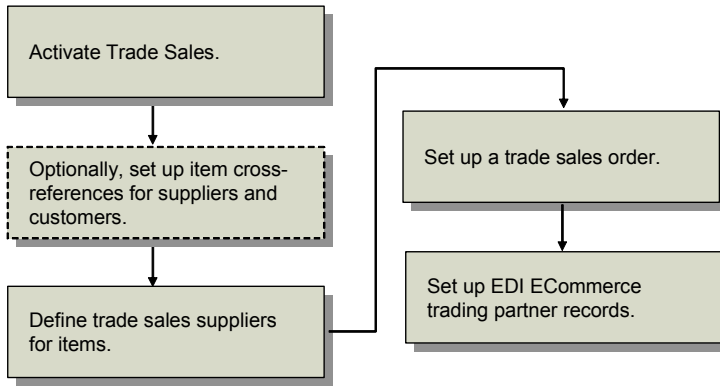 Activate Trade Sales.
Optionally, set up item cross-
references for suppliers and
customers.
Define trade sales suppliers
for items.
Set up a trade sales order.
Set up EDI ECommerce
trading partner records.